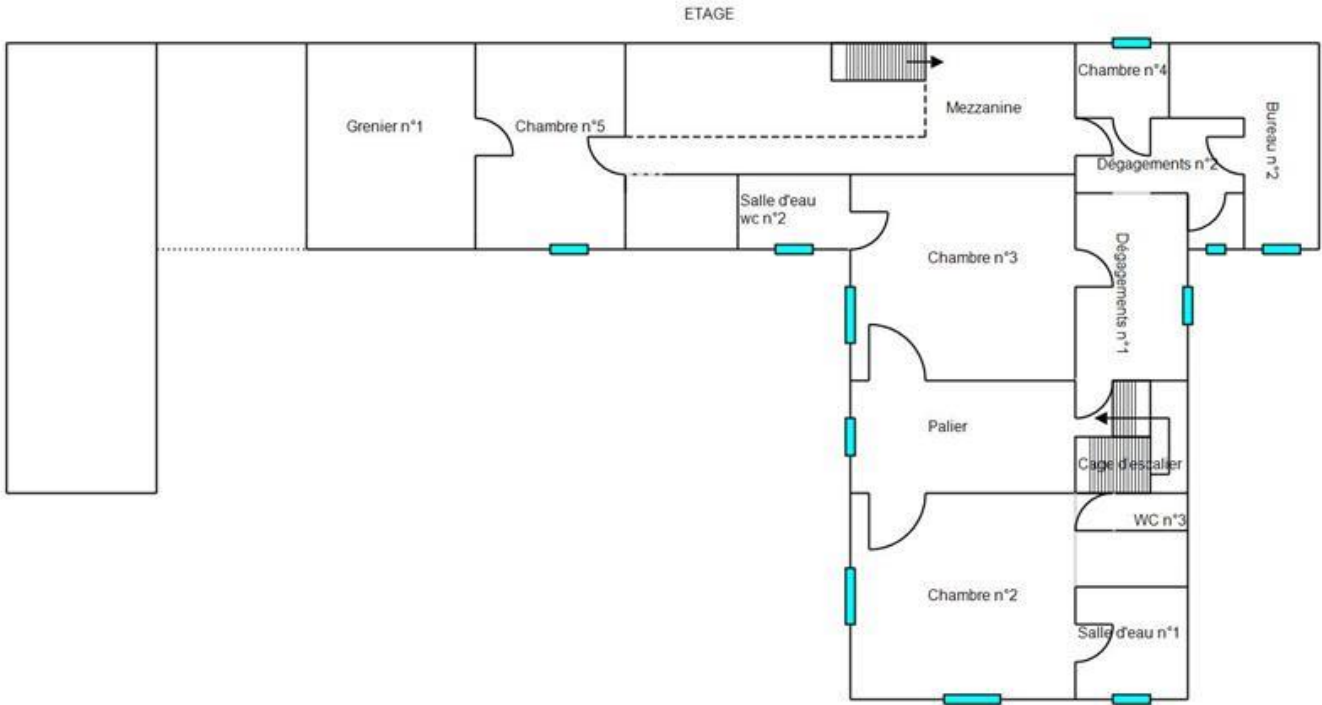 ETAGE
Chambre n°4
Mezzanine
Grenier n°1
Chambre n°5
Bureau n°2
Dégagements n°2
Salle d'eau
wc n°2
Chambre n°3
Dégagements n°1
Palier
Cage d'escalier
WC n°3
Chambre n°2
Salle d'eau n°1